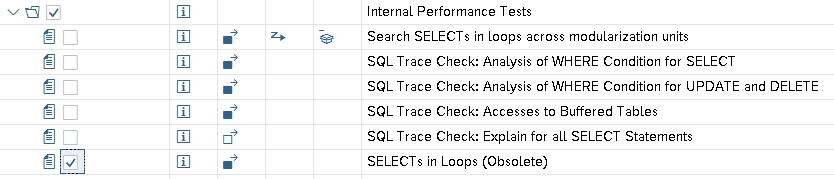 Internal Performance Tests
Search SELECTs in loops across modularization units
SQL Trace Check: Analysis of WHERE Condition for SELECT
SQL Trace Check: Analysis of WHERE Condition for UPDATE and DELETE
SQL Trace Check: Accesses to Buffered Tables
SQL Trace Check: Explain for all SELECT Statements
SELECTs in Loops (Obsolete)